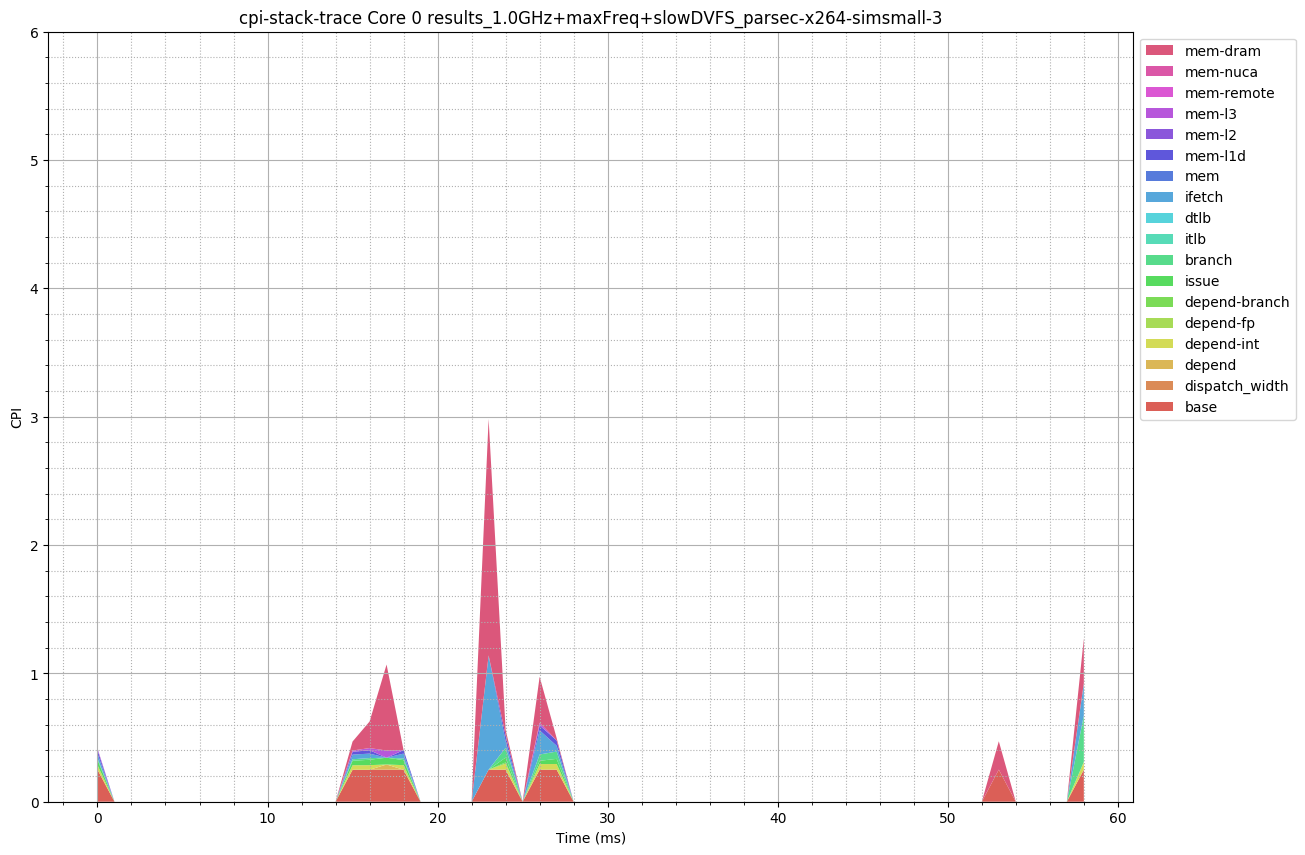 cpi-stack-trace Core 0 results_1.0GHz+maxFreq+slowDVFS_parsec-x264-simsmall-3
6
5
4
3
2
1
0
CPI
0 10 20 30 40 50 60
Time (ms)
mem-dram
mem-nuca
mem-remote
mem-l3
mem-l2
mem-l1d
mem
ifetch
dtlb
itlb
branch
issue
depend-branch
depend-fp
depend-int
depend
dispatch_width
base